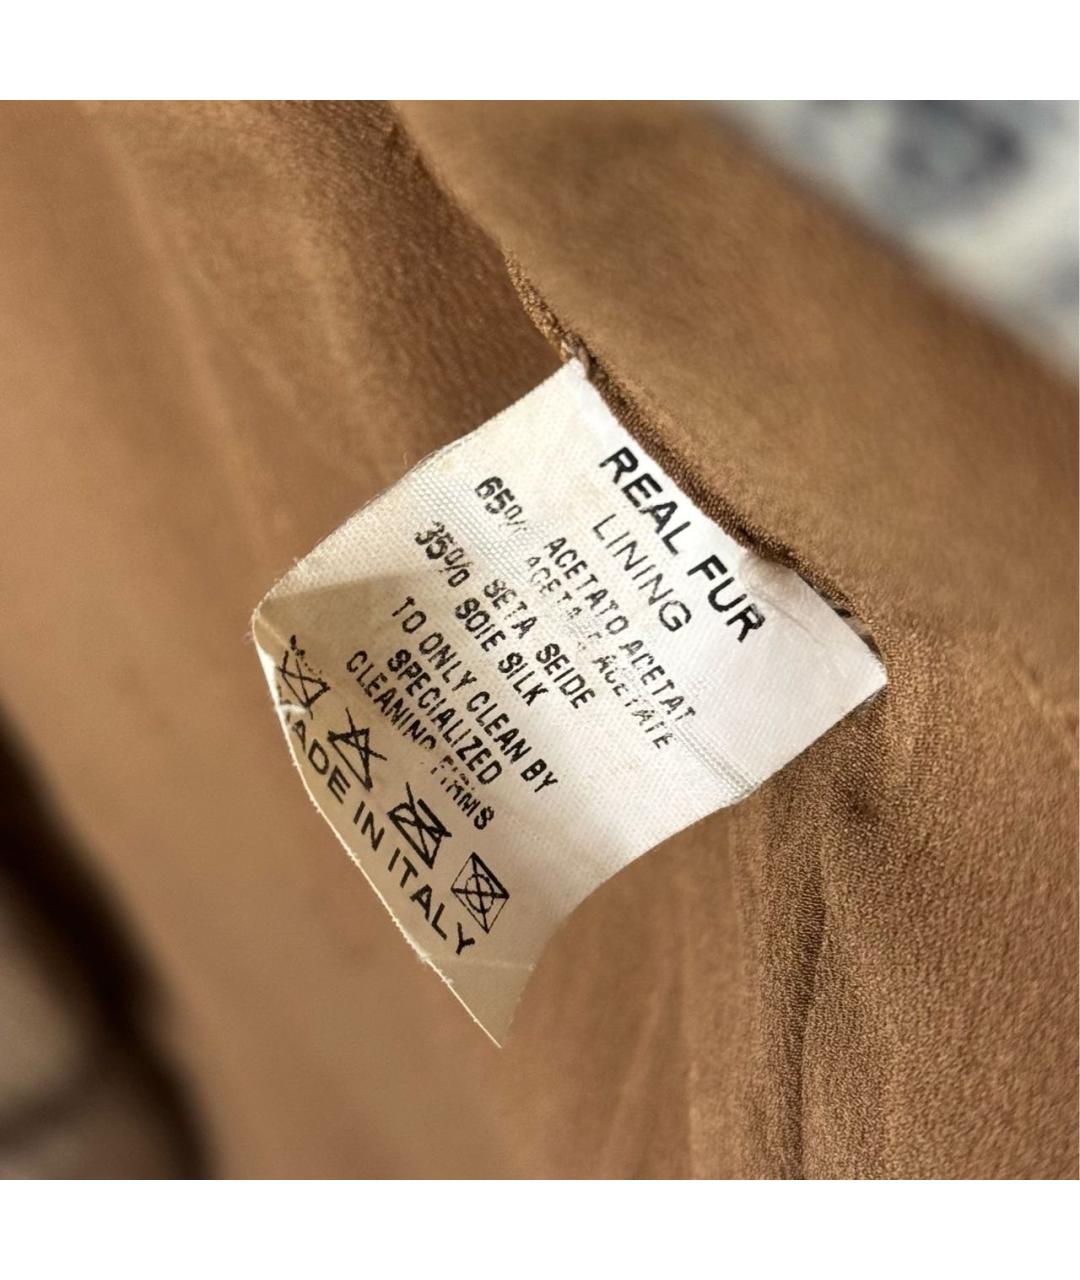 REAL FUR
LINING
65% ACETATO ACETAT
ACETATE ACETATE
35% SETA SEIDE
SOIE SILK
TO ONLY CLEAN BY
SPECIALIZED
CLEANING FIRMS
MADE IN ITALY